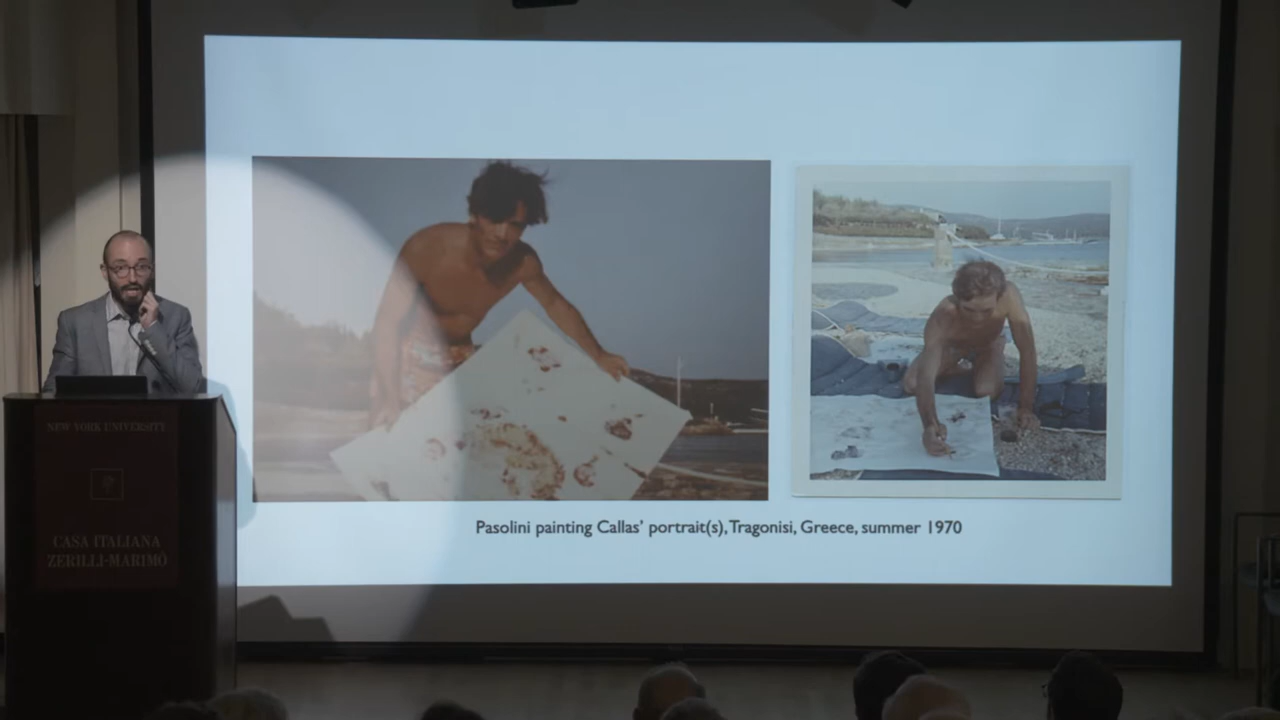 Pasolini painting Callas' portrait(s), Tragonisi, Greece, summer 1970
NEW YORK UNIVERSITY
CASA ITALIANA
ZERILLI-MARIMÒ